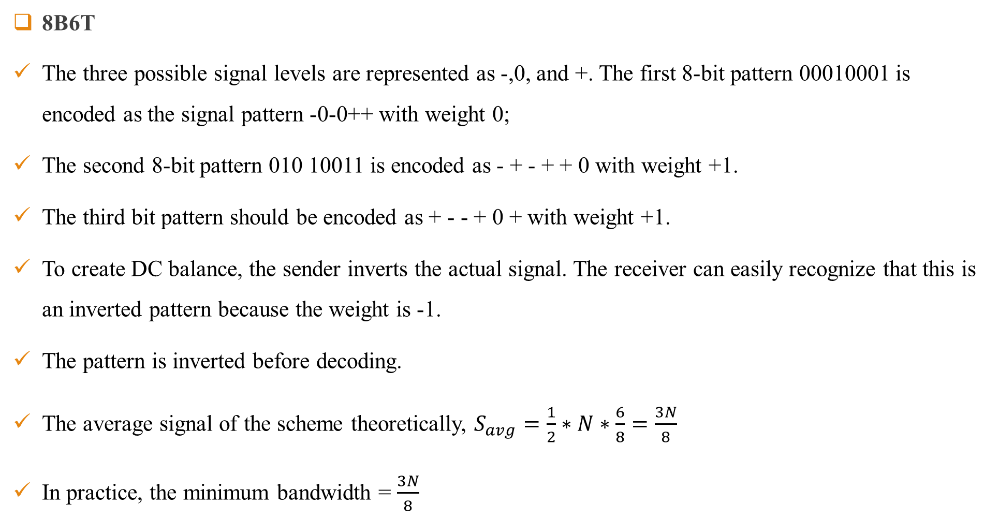 8B6T
The three possible signal levels are represented as -,0, and +. The first 8-bit pattern 00010001 is
encoded as the signal pattern -0-0++ with weight 0;
The second 8-bit pattern 010 10011 is encoded as - + - + + 0 with weight +1.
The third bit pattern should be encoded as + - - + 0 + with weight +1.
To create DC balance, the sender inverts the actual signal. The receiver can easily recognize that this is
an inverted pattern because the weight is -1.
The pattern is inverted before decoding.
The average signal of the scheme theoretically, $S_{avg} = \frac{1}{2} * N * \frac{6}{8} = \frac{3N}{8}$
In practice, the minimum bandwidth = $\frac{3N}{8}$